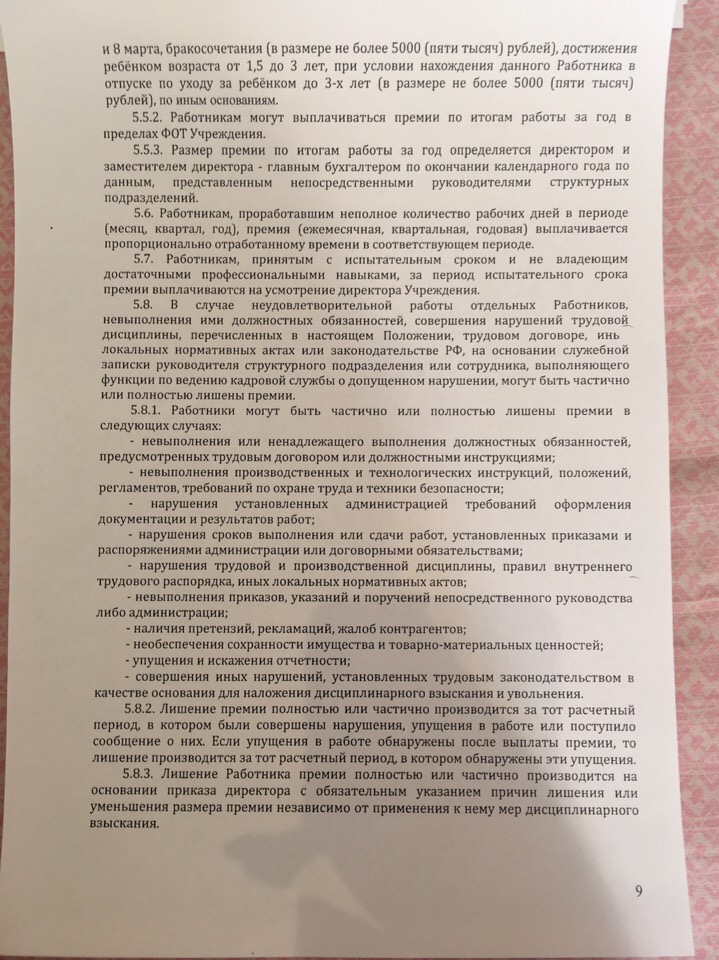 и 8 марта, бракосочетания (в размере не более 5000 (пяти тысяч) рублей), достижения
ребёнком возраста от 1,5 до 3 лет, при условии нахождения данного Работника в
отпуске по уходу за ребёнком до 3-х лет (в размере не более 5000 (пяти тысяч)
рублей), по иным основаниям.
5.5.2. Работникам могут выплачиваться премии по итогам работы за год в
пределах ФОТ Учреждения.
5.5.3. Размер премии по итогам работы за год определяется директором и
заместителем директора - главным бухгалтером по окончании календарного года по
данным, представленным непосредственными руководителями структурных
подразделений.
5.6. Работникам, проработавшим неполное количество рабочих дней в периоде
(месяц, квартал, год), премия (ежемесячная, квартальная, годовая) выплачивается
пропорционально отработанному времени в соответствующем периоде.
5.7. Работникам, принятым с испытательным сроком и не владеющим
достаточными профессиональными навыками, за период испытательного срока
премии выплачиваются на усмотрение директора Учреждения.
5.8. В случае неудовлетворительной работы отдельных Работников,
невыполнения ими должностных обязанностей, совершения нарушений трудовой
дисциплины, перечисленных в настоящем Положении, трудовом договоре, инь
локальных нормативных актах или законодательстве РФ, на основании служебной
записки руководителя структурного подразделения или сотрудника, выполняющего
функции по ведению кадровой службы о допущенном нарушении, могут быть частично
или полностью лишены премии.
5.8.1. Работники могут быть частично или полностью лишены премии в
следующих случаях:
- невыполнения или ненадлежащего выполнения должностных обязанностей,
предусмотренных трудовым договором или должностными инструкциями;
- невыполнения производственных и технологических инструкций, положений,
регламентов, требований по охране труда и техники безопасности;
- нарушения установленных администрацией требований оформления
документации и результатов работ;
- нарушения сроков выполнения или сдачи работ, установленных приказами и
распоряжениями администрации или договорными обязательствами;
- нарушения трудовой и производственной дисциплины, правил внутреннего
трудового распорядка, иных локальных нормативных актов;
- невыполнения приказов, указаний и поручений непосредственного руководства
либо администрации;
- наличия претензий, рекламаций, жалоб контрагентов;
- необеспечения сохранности имущества и товарно-материальных ценностей;
- упущения и искажения отчетности;
- совершения иных нарушений, установленных трудовым законодательством в
качестве основания для наложения дисциплинарного взыскания и увольнения.
5.8.2. Лишение премии полностью или частично производится за тот расчетный
период, в котором были совершены нарушения, упущения в работе или поступило
сообщение о них. Если упущения в работе обнаружены после выплаты премии, то
лишение производится за тот расчетный период, в котором обнаружены эти упущения.
5.8.3. Лишение Работника премии полностью или частично производится на
основании приказа директора с обязательным указанием причин лишения или
уменьшения размера премии независимо от применения к нему мер дисциплинарного
взыскания.
9